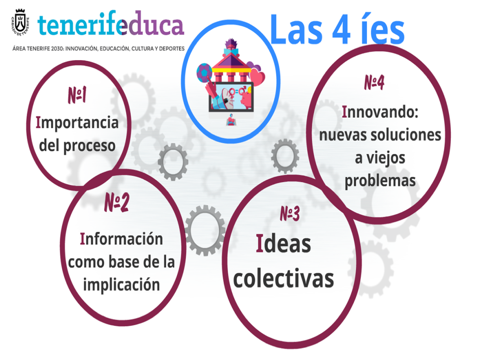 tenerifeduca
ÁREA TENERIFE 2030: INNOVACIÓN, EDUCACIÓN, CULTURA Y DEPORTES
Las 4 íes
Nº1
Importancia
del proceso
Nº2
Información
como base de la
implicación
Nº3
Ideas
colectivas
Nº4
Innovando:
nuevas soluciones
a viejos
problemas